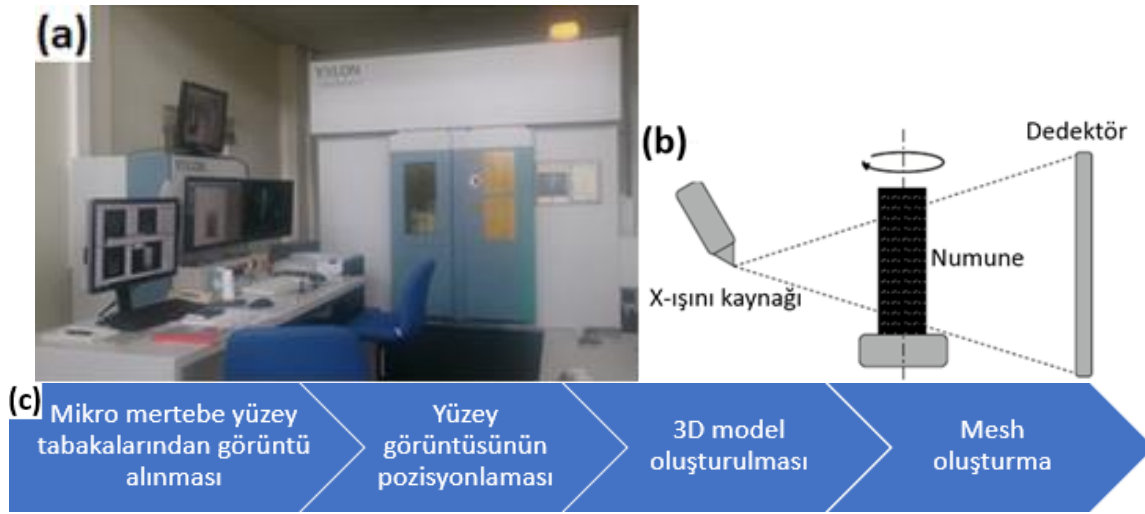 (a)
YXLON
YXLON
(b)
Dedektör
Numune
X-ışını kaynağı
(c)
Mikro mertebe yüzey
tabakalarından görüntü
alınması
Yüzey
görüntüsünün
pozisyonlaması
3D model
oluşturulması
Mesh
oluşturma